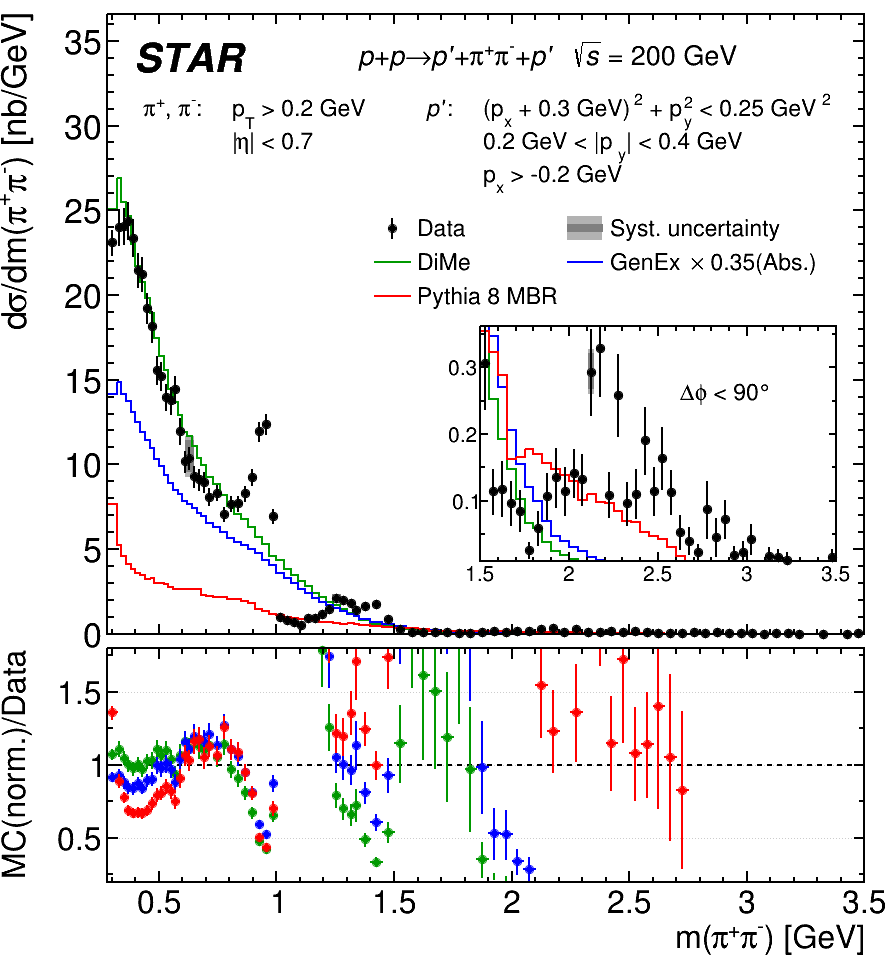 dσ/dm(π⁺π⁻) [nb/GeV]
35
30
25
20
15
10
5
0
STAR p+p→p′+π⁺π⁻+p′ √s = 200 GeV
π⁺, π⁻: p_T > 0.2 GeV p′: (p_x + 0.3 GeV)² + p_y² < 0.25 GeV²
|η| < 0.7 0.2 GeV < |p_y| < 0.4 GeV
p_x > -0.2 GeV
Data Syst. uncertainty
DiMe GenEx × 0.35(Abs.)
Pythia 8 MBR
0.3
0.2
0.1
Δϕ < 90°
1.5 2 2.5 3 3.5
MC(norm.)/Data
1.5
1
0.5
0.5 1 1.5 2 2.5 3 3.5
m(π⁺π⁻) [GeV]